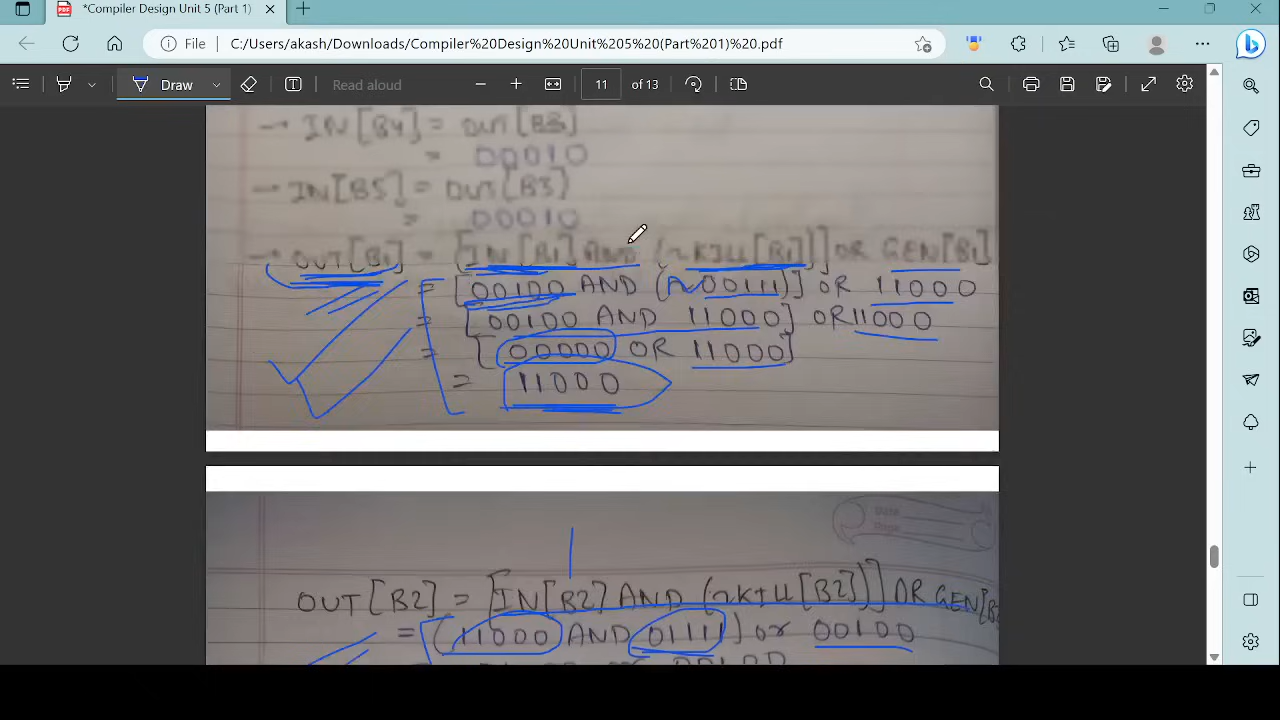 *Compiler Design Unit 5 (Part 1)
File C:/Users/akash/Downloads/Compiler%20Design%20Unit%205%20(Part%201)%20.pdf
Draw Read aloud 11 of 13
→ IN[B4] = OUT[B3]
= 00010
→ IN[B5] = OUT[B3]
= 00010
→ OUT[B1] = [IN[B1] AND (~KILL[B1])] OR GEN[B1]
= [00100 AND (~00111)] OR 11000
= [00100 AND 11000] OR 11000
= [00000 OR 11000]
= 11000
Date
Page
OUT[B2] = [IN[B2] AND (~KILL[B2])] OR GEN[B2
= (11000 AND 01111) or 00100